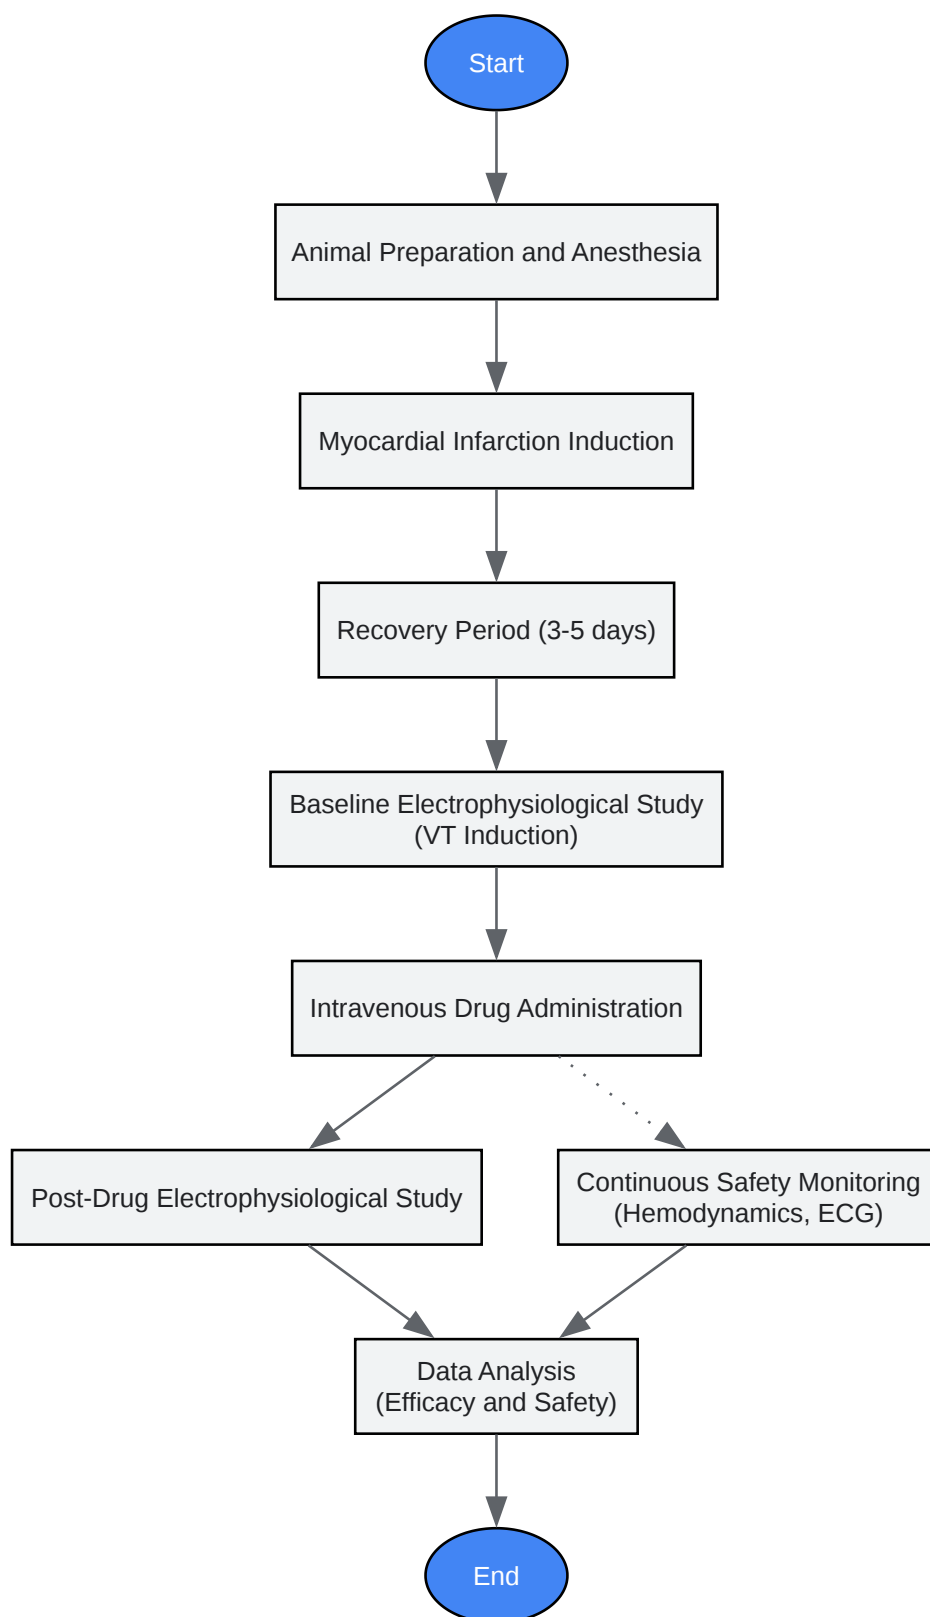 Start
Animal Preparation and Anesthesia
Myocardial Infarction Induction
Recovery Period (3-5 days)
Baseline Electrophysiological Study
(VT Induction)
Intravenous Drug Administration
Post-Drug Electrophysiological Study
Continuous Safety Monitoring
(Hemodynamics, ECG)
Data Analysis
(Efficacy and Safety)
End